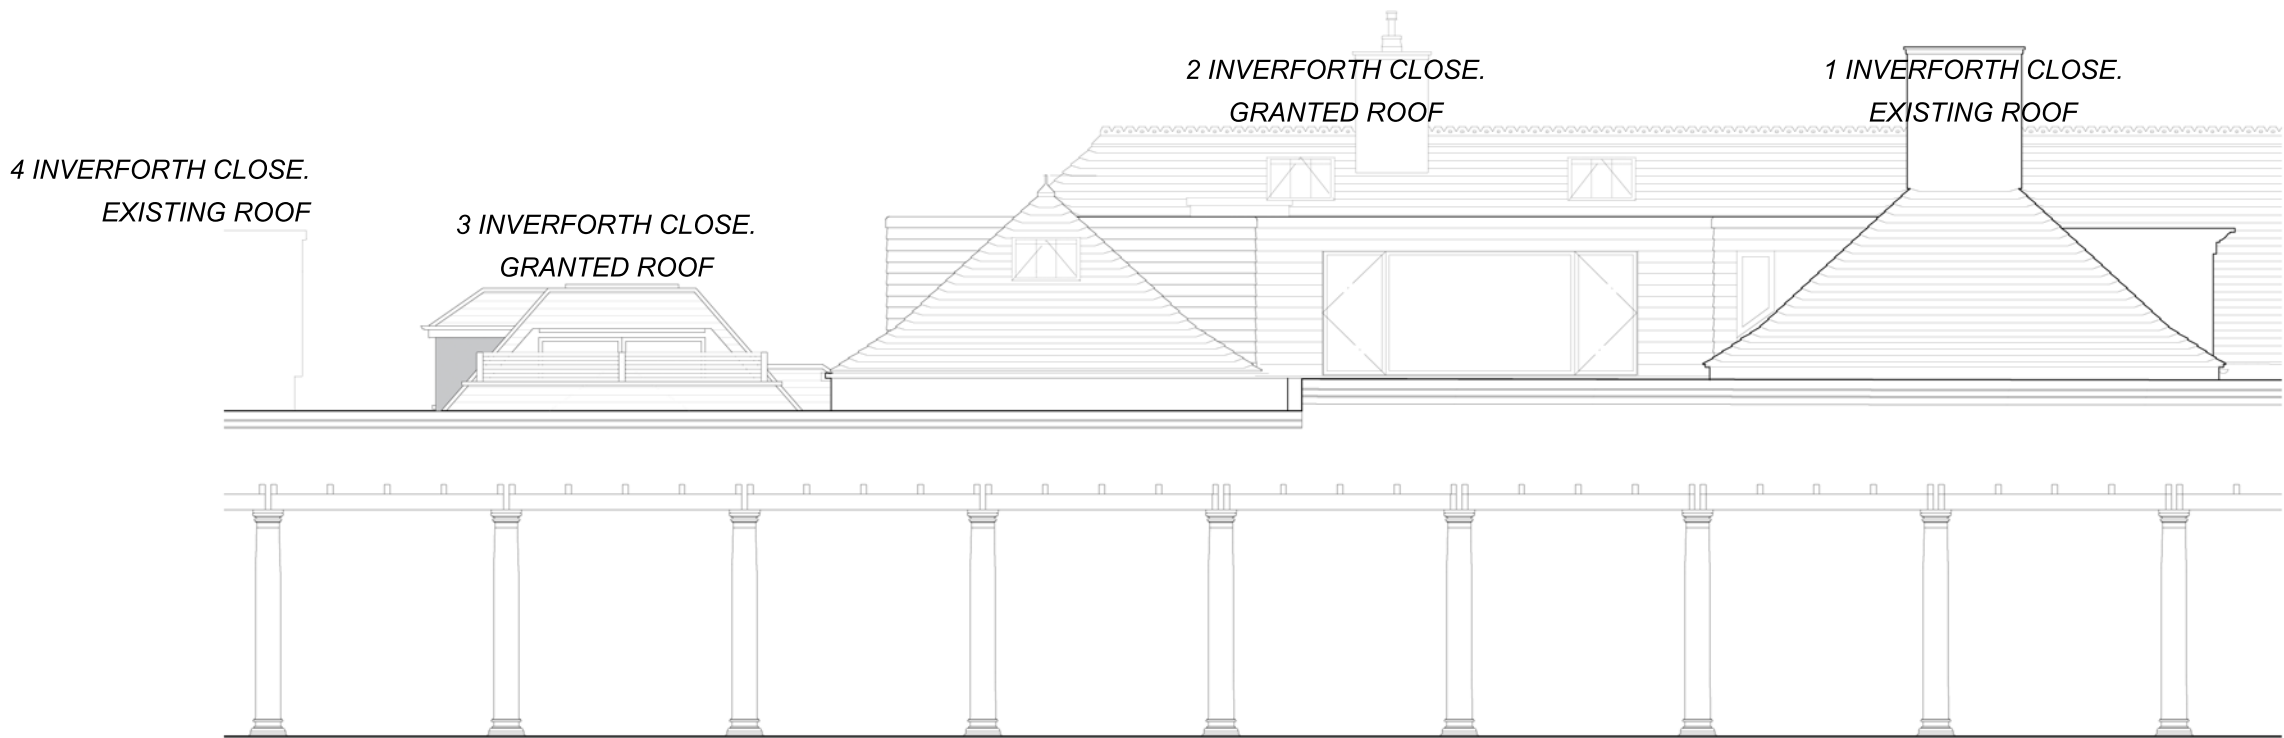 2 INVERFORTH CLOSE.
GRANTED ROOF
1 INVERFORTH CLOSE.
EXISTING ROOF
4 INVERFORTH CLOSE.
EXISTING ROOF
3 INVERFORTH CLOSE.
GRANTED ROOF